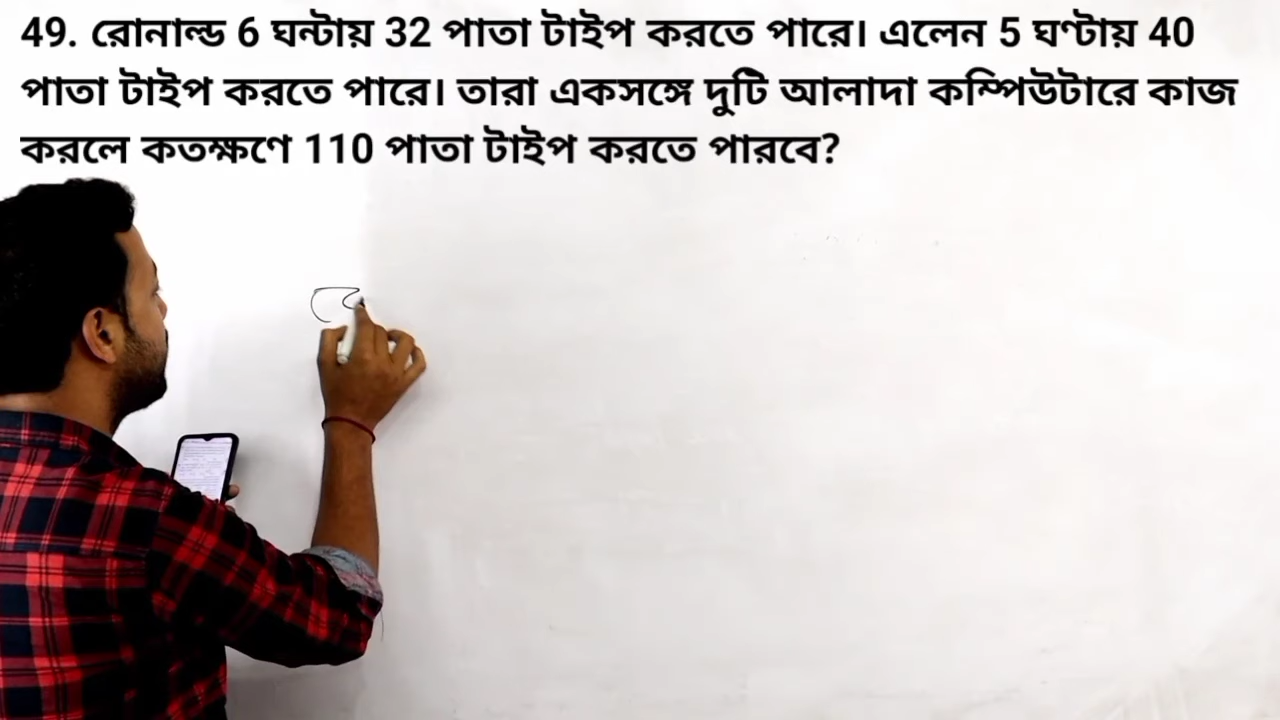 49. রোনাল্ড 6 ঘন্টায় 32 পাতা টাইপ করতে পারে। এলেন 5 ঘণ্টায় 40
পাতা টাইপ করতে পারে। তারা একসঙ্গে দুটি আলাদা কম্পিউটারে কাজ
করলে কতক্ষণে 110 পাতা টাইপ করতে পারবে?